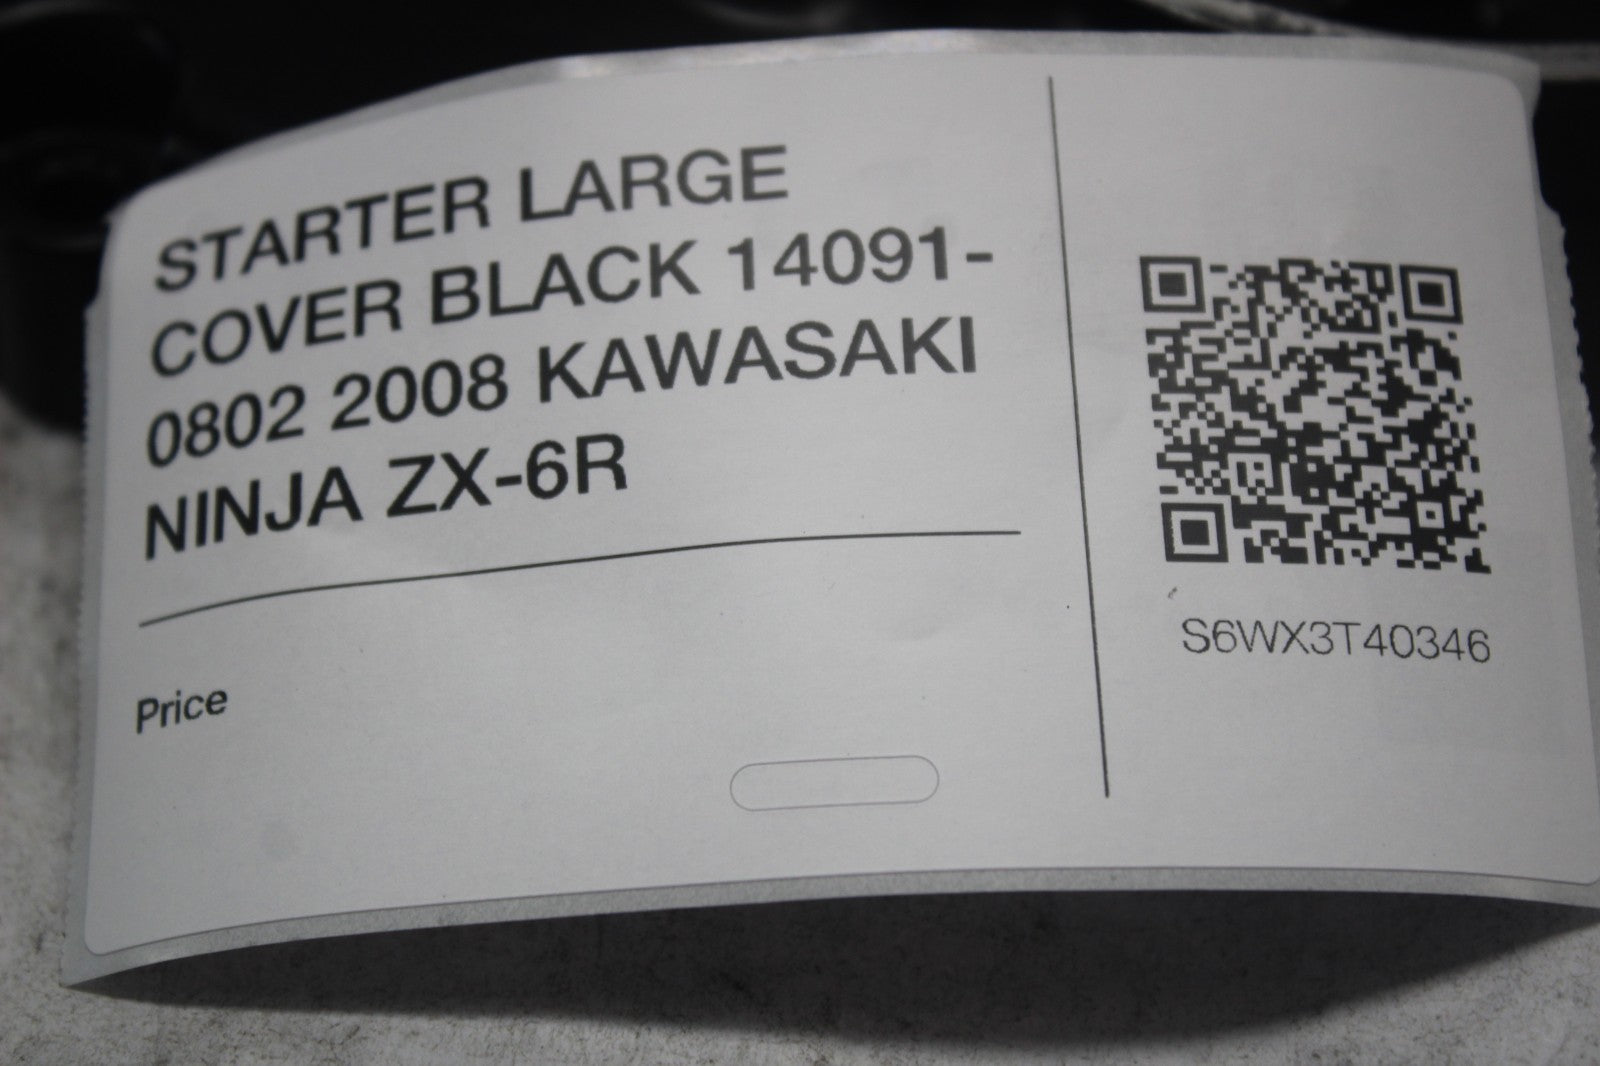 STARTER LARGE
COVER BLACK 14091-
0802 2008 KAWASAKI
NINJA ZX-6R
Price
S6WX3T40346